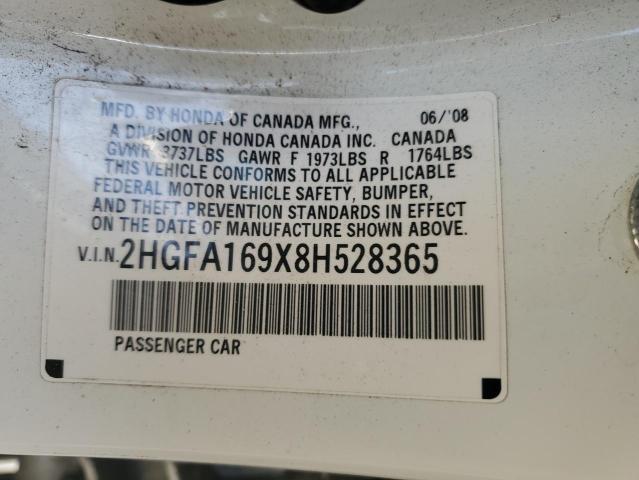 MFD. BY HONDA OF CANADA MFG., 06/'08
A DIVISION OF HONDA CANADA INC. CANADA
GVWR 3737LBS GAWR F 1973LBS R 1764LBS
THIS VEHICLE CONFORMS TO ALL APPLICABLE
FEDERAL MOTOR VEHICLE SAFETY, BUMPER,
AND THEFT PREVENTION STANDARDS IN EFFECT
ON THE DATE OF MANUFACTURE SHOWN ABOVE.
V.I.N. 2HGFA169X8H528365
PASSENGER CAR